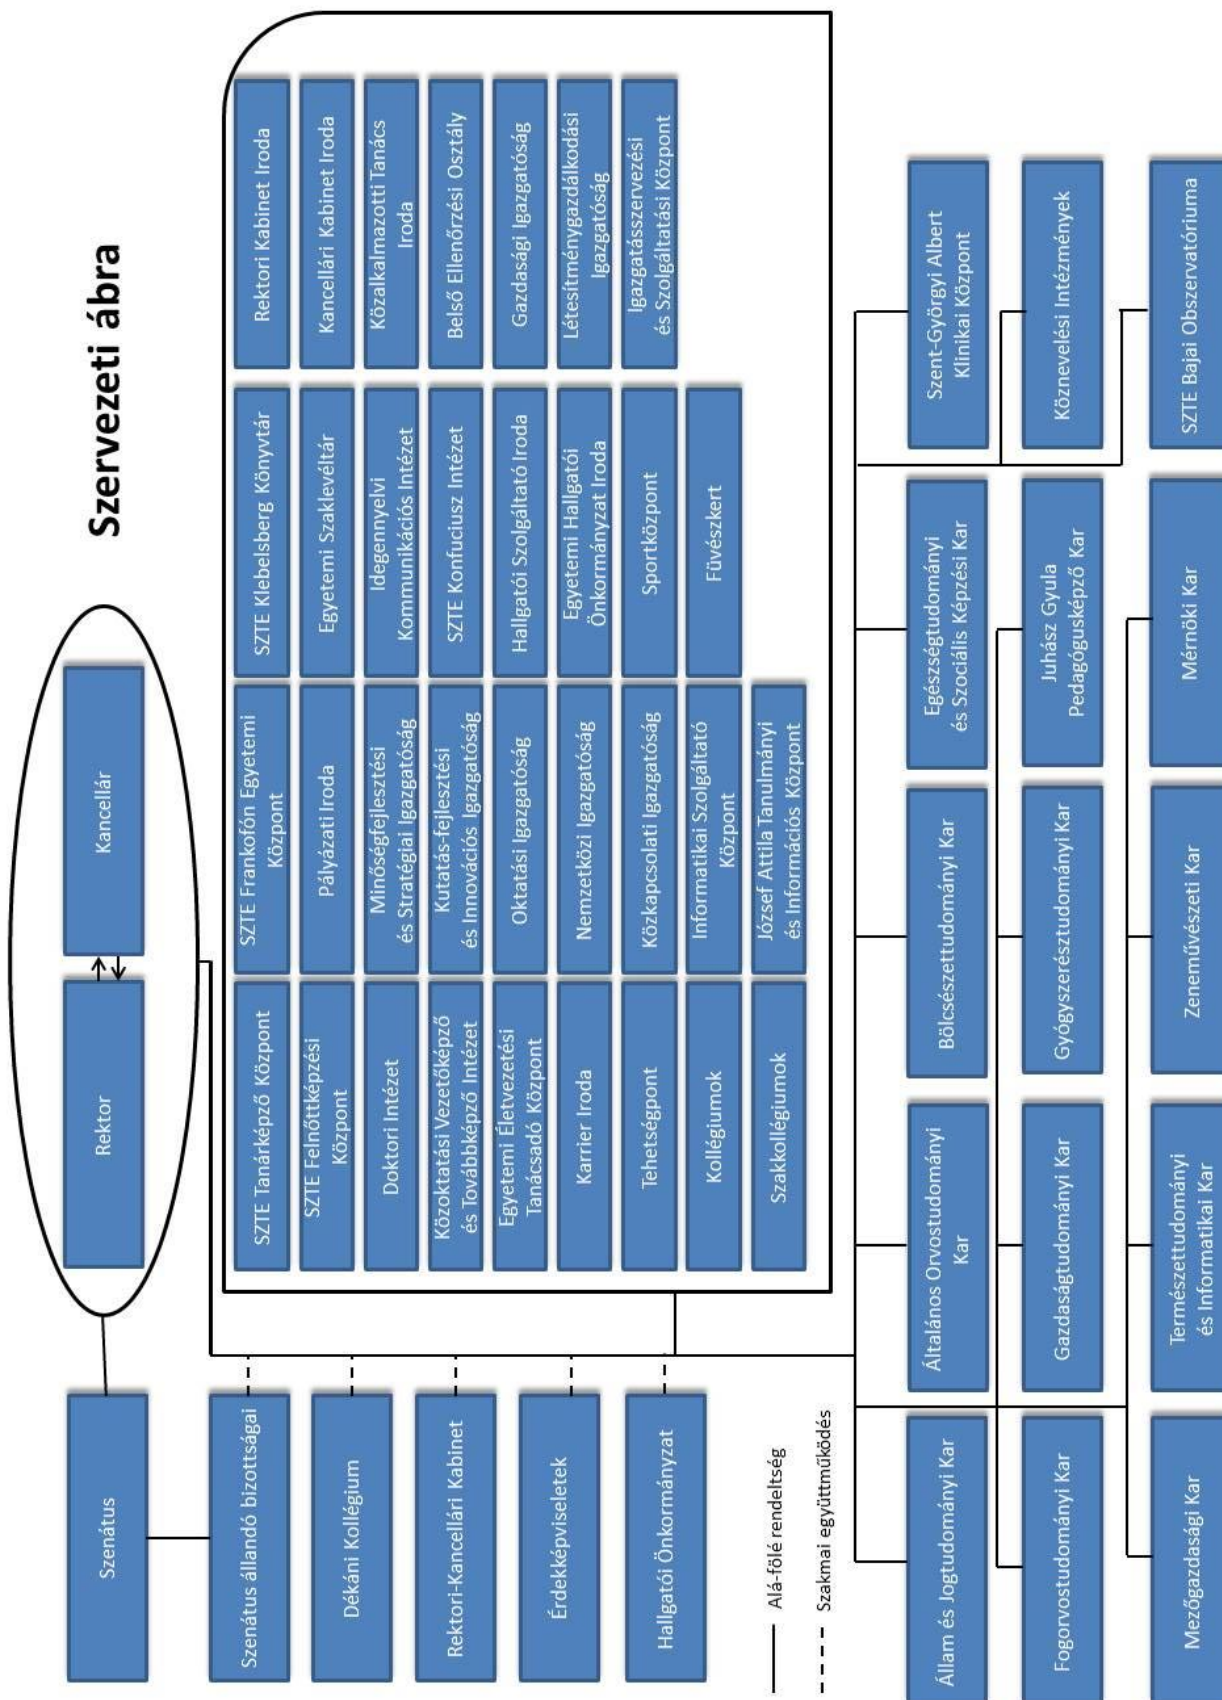 Szervezeti ábra
Rektor
Kancellár
Szenátus
Szenátus állandó bizottságai
Dékáni Kollégium
Rektori-Kancellári Kabinet
Érdekképviseletek
Hallgatói Önkormányzat
Alá-fölé rendeltség
Szakmai együttműködés
SZTE Tanárképző Központ
SZTE Felnőttképzési
Központ
Doktori Intézet
Közoktatási Vezetőképző
és Továbbképző Intézet
Egyetemi Életvezetési
Tanácsadó Központ
Karrier Iroda
Tehetségpont
Kollégiumok
Szakkollégiumok
SZTE Frankofón Egyetemi
Központ
Pályázati Iroda
Minőségfejlesztési
és Stratégiai Igazgatóság
Kutatás-fejlesztési
és Innovációs Igazgatóság
Oktatási Igazgatóság
Nemzetközi Igazgatóság
Közkapcsolati Igazgatóság
Informatikai Szolgáltató
Központ
József Attila Tanulmányi
és Információs Központ
SZTE Klebelsberg Könyvtár
Egyetemi Szaklevéltár
Idegennyelvi
Kommunikációs Intézet
SZTE Konfuciusz Intézet
Hallgatói Szolgáltató Iroda
Egyetemi Hallgatói
Önkormányzat Iroda
Sportközpont
Füvészkert
Rektori Kabinet Iroda
Kancellári Kabinet Iroda
Közalkalmazotti Tanács
Iroda
Belső Ellenőrzési Osztály
Gazdasági Igazgatóság
Létesítménygazdálkodási
Igazgatóság
Igazgatásszervezési
és Szolgáltatási Központ
Állam és Jogtudományi Kar
Általános Orvostudományi
Kar
Bölcsészettudományi Kar
Egészségtudományi
és Szociális Képzési Kar
Szent-Györgyi Albert
Klinikai Központ
Fogorvostudományi Kar
Gazdaságtudományi Kar
Gyógyszerésztudományi Kar
Juhász Gyula
Pedagógusképző Kar
Köznevelési Intézmények
Mezőgazdasági Kar
Természettudományi
és Informatikai Kar
Zeneművészeti Kar
Mérnöki Kar
SZTE Bajai Obszervatóriuma